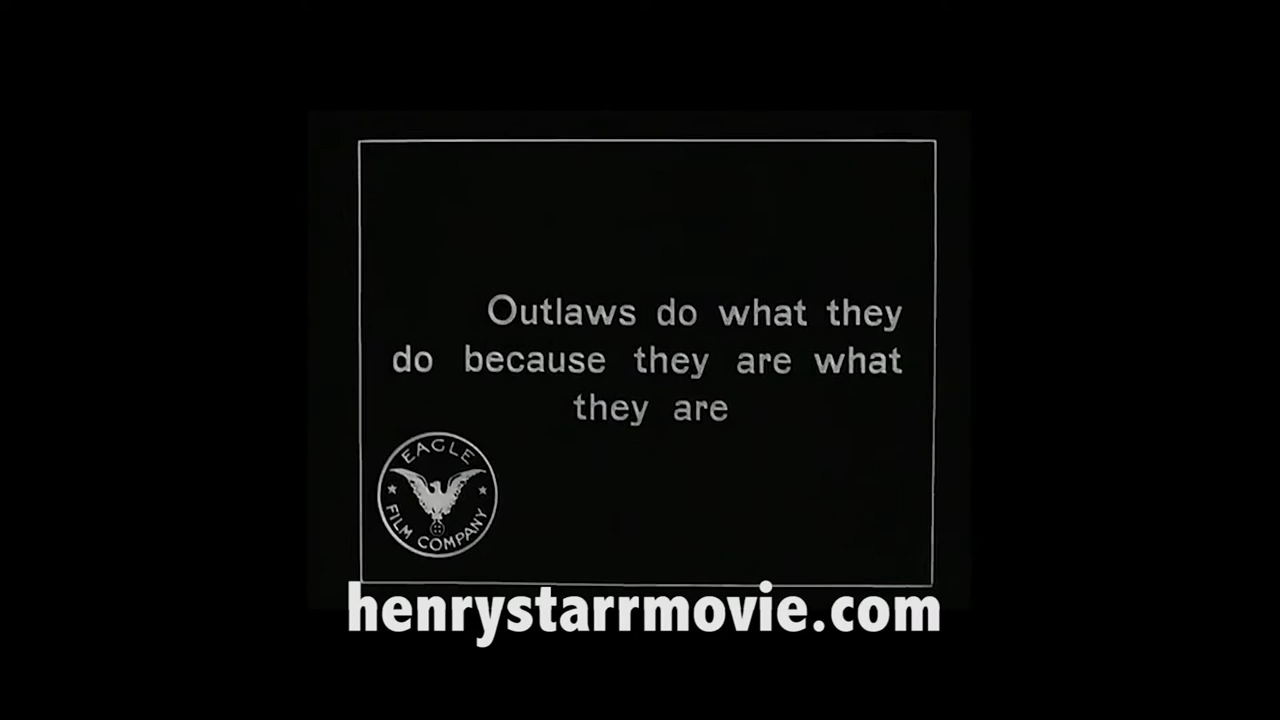 Outlaws do what they
do because they are what
they are
EAGLE
FILM COMPANY
henrystarrmovie.com